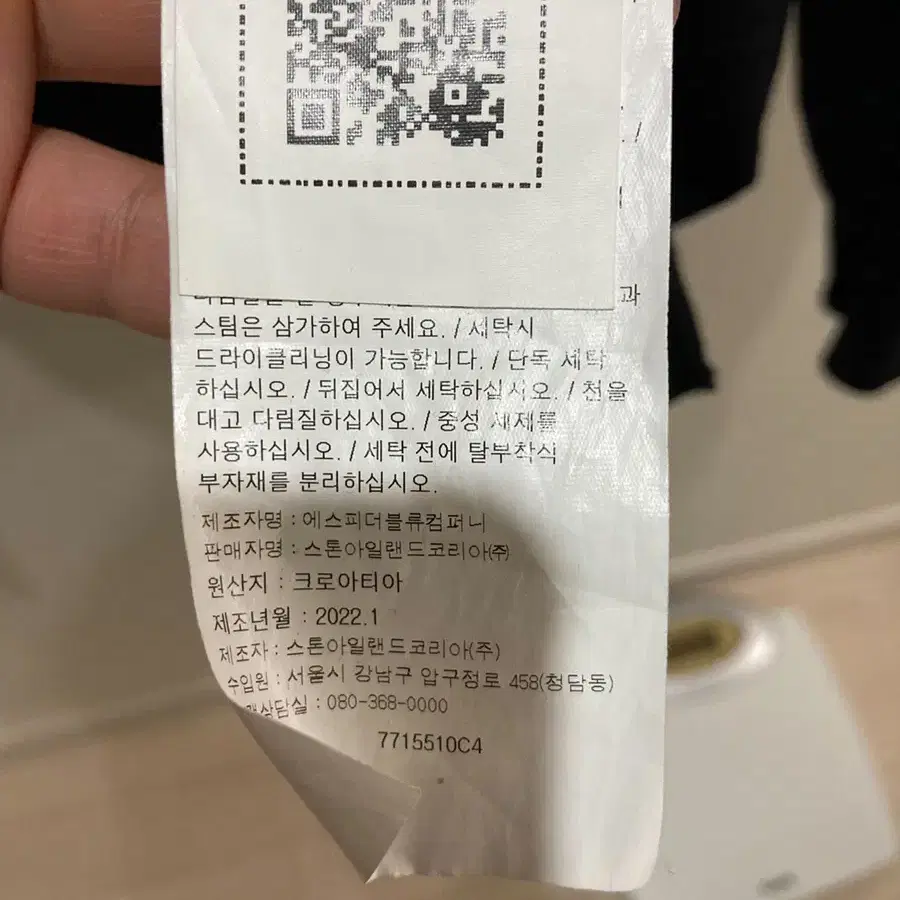 과
스팀은 삼가하여 주세요. / 세탁시
드라이클리닝이 가능합니다. / 단독 세탁
하십시오. / 뒤집어서 세탁하십시오. / 천을
대고 다림질하십시오. / 중성 세제를
사용하십시오. / 세탁 전에 탈부착식
부자재를 분리하십시오.
제조자명 : 에스피더블류컴퍼니
판매자명 : 스톤아일랜드코리아㈜
원산지 : 크로아티아
제조년월 : 2022.1
제조자 : 스톤아일랜드코리아(주)
수입원 : 서울시 강남구 압구정로 458(청담동)
상담실 : 080-368-0000
7715510C4